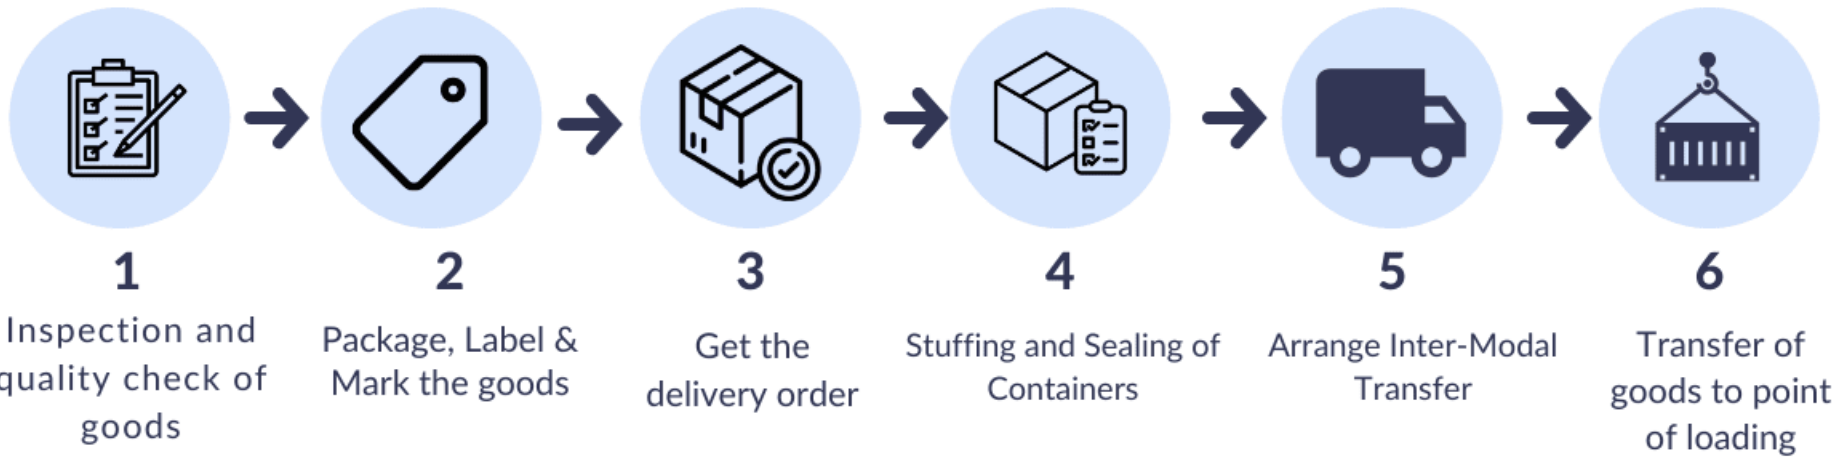 1
Inspection and
quality check of
goods
2
Package, Label &
Mark the goods
3
Get the
delivery order
4
Stuffing and Sealing of
Containers
5
Arrange Inter-Modal
Transfer
6
Transfer of
goods to point
of loading